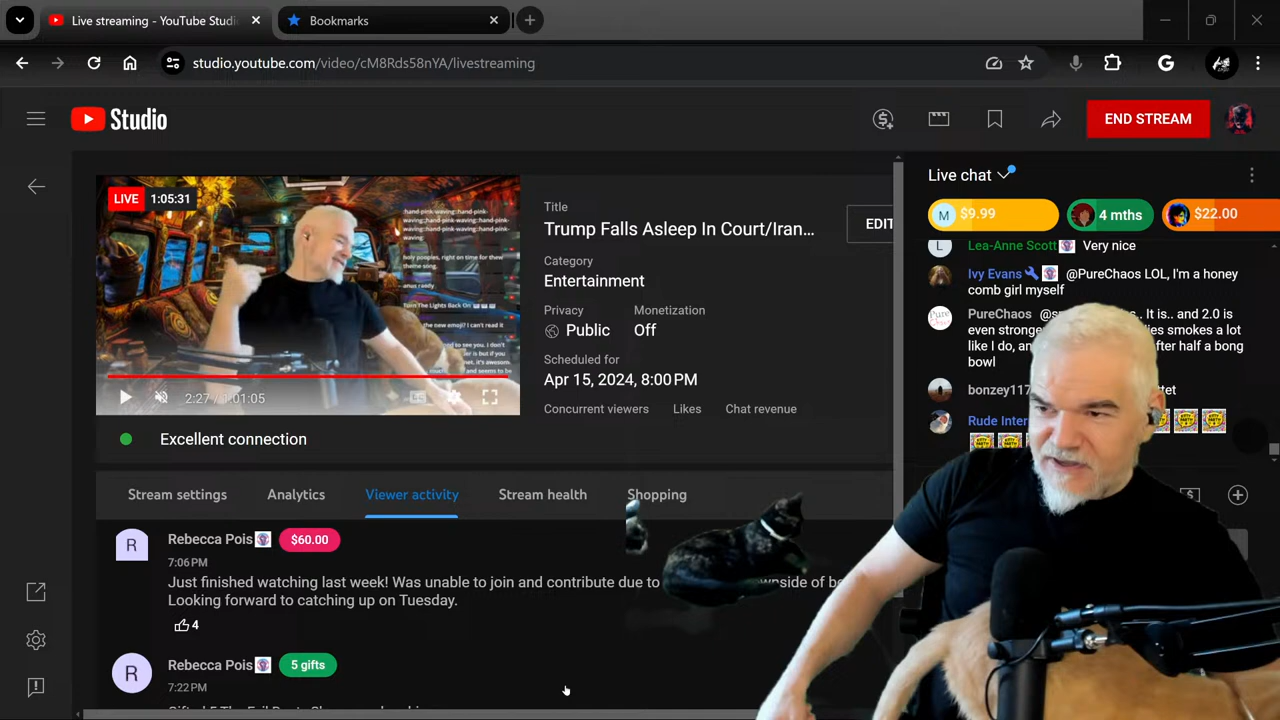 Live streaming - YouTube Studi
Bookmarks
studio.youtube.com/video/cM8Rds58nYA/livestreaming
Studio
END STREAM
LIVE 1:05:31
2:27 / 1:01:05
Title
Trump Falls Asleep In Court/Iran...
EDIT
Category
Entertainment
Privacy
Monetization
Public
Off
Scheduled for
Apr 15, 2024, 8:00 PM
Concurrent viewers
Likes
Chat revenue
Excellent connection
Stream settings
Analytics
Viewer activity
Stream health
Shopping
R
Rebecca Pois
$60.00
7:06 PM
Just finished watching last week! Was unable to join and contribute due to
Looking forward to catching up on Tuesday.
4
R
Rebecca Pois
5 gifts
7:22 PM
Live chat
M
$9.99
4 mths
$22.00
L
Lea-Anne Scott Very nice
Ivy Evans @PureChaos LOL, I'm a honey
comb girl myself
PureChaos
It is.. and 2.0 is
even
smokes a lot
like I do,
after half a bong
bowl
bonzey117
Rude Inter